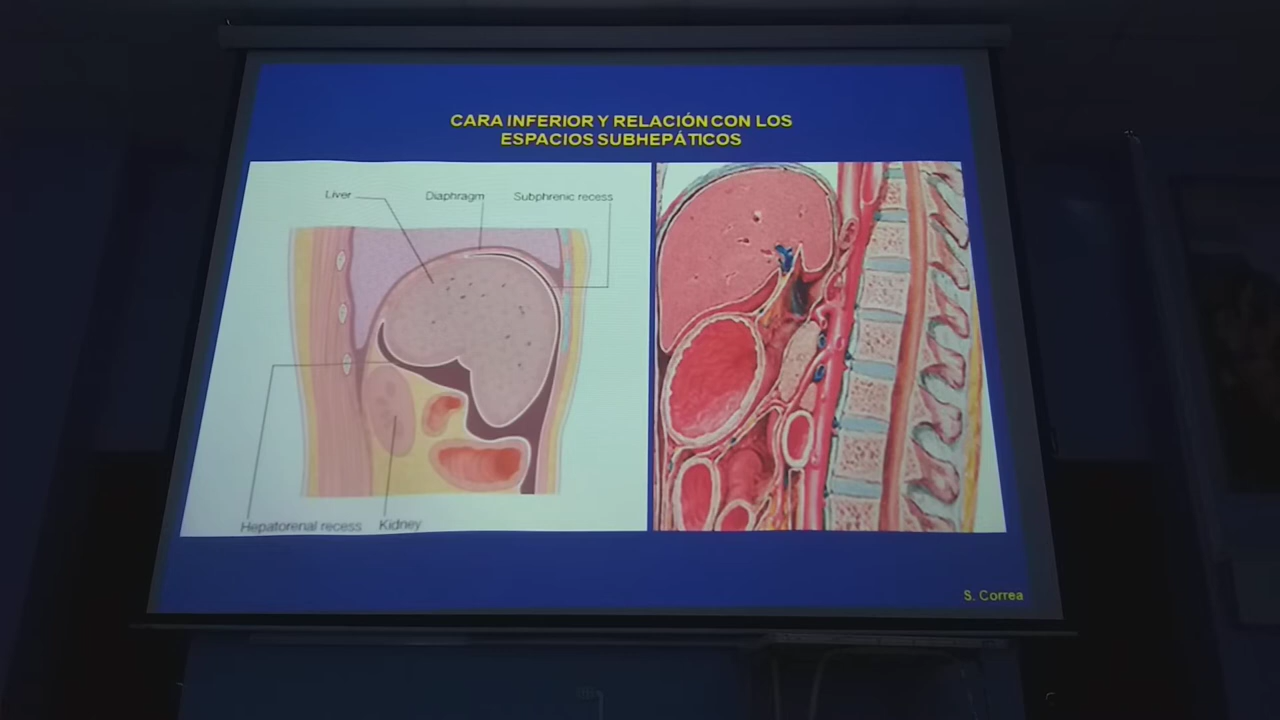 CARA INFERIOR Y RELACIÓN CON LOS
ESPACIOS SUBHEPÁTICOS
Liver
Diaphragm
Subphrenic recess
Hepatorenal recess
Kidney
S. Correa